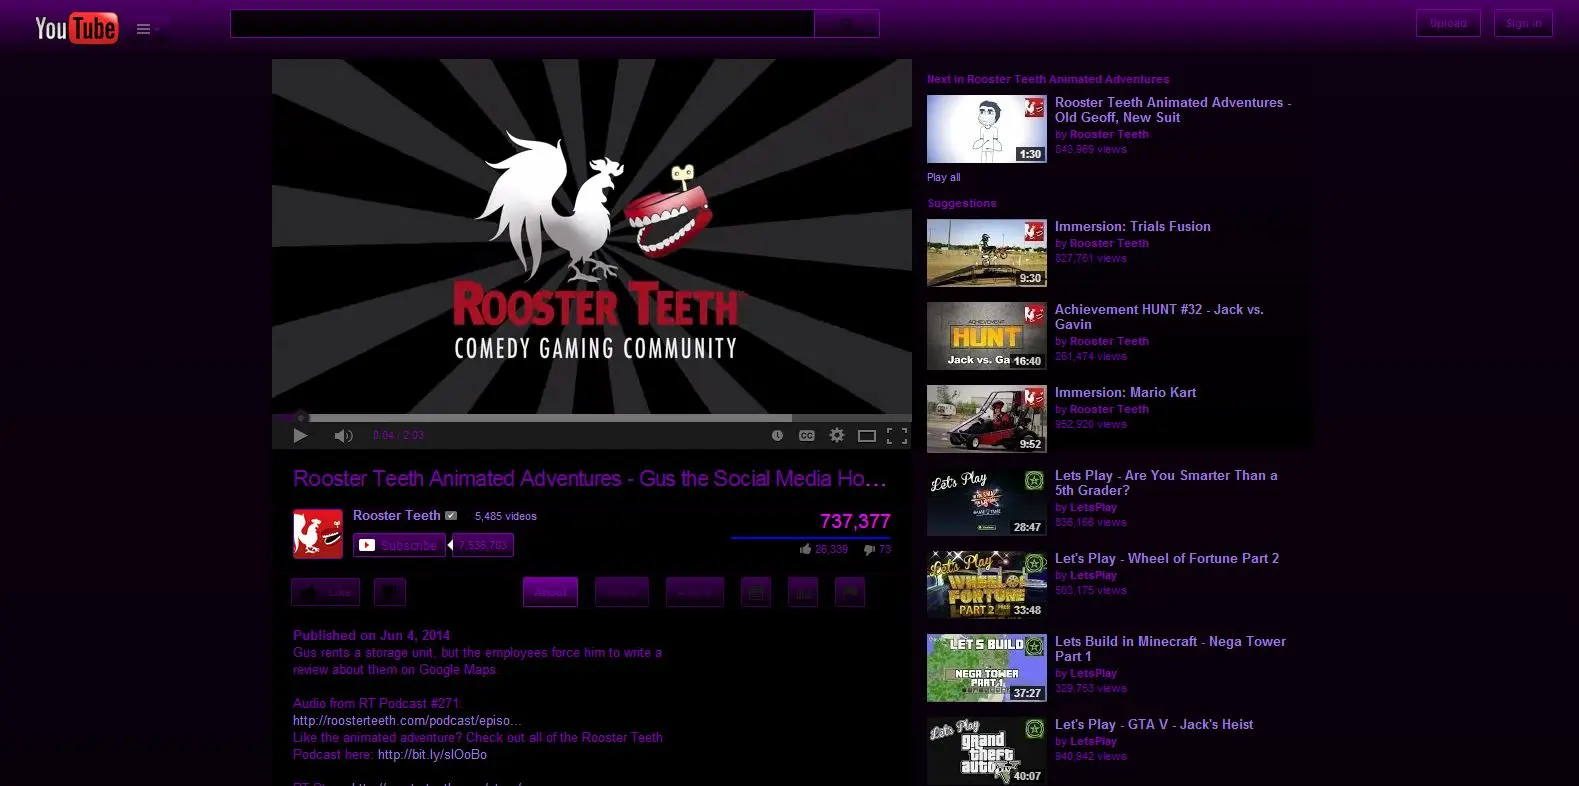 YouTube
Upload
Sign in
ROOSTER TEETH
COMEDY GAMING COMMUNITY
0:04 / 2:03
CC
Rooster Teeth Animated Adventures - Gus the Social Media Ho...
Rooster Teeth
5,485 videos
Subscribe
737,377
26,339
73
Like
About
Published on Jun 4, 2014
Gus rents a storage unit, but the employees force him to write a
review about them on Google Maps.
Audio from RT Podcast #271:
http://roosterteeth.com/podcast/episo...
Like the animated adventure? Check out all of the Rooster Teeth
Podcast here: http://bit.ly/slOoBo
Next in Rooster Teeth Animated Adventures
1:30
Rooster Teeth Animated Adventures -
Old Geoff, New Suit
by Rooster Teeth
843,969 views
Play all
Suggestions
9:30
Immersion: Trials Fusion
by Rooster Teeth
827,761 views
ACHIEVEMENT
HUNT
Jack vs. Ga
16:40
Achievement HUNT #32 - Jack vs.
Gavin
by Rooster Teeth
281,474 views
9:52
Immersion: Mario Kart
by Rooster Teeth
952,920 views
Let's Play
28:47
Lets Play - Are You Smarter Than a
5th Grader?
by LetsPlay
836,166 views
Let's Play
WHEEL OF
FORTUNE
PART 2
33:48
Let's Play - Wheel of Fortune Part 2
by LetsPlay
503,175 views
LET'S BUILD
NEGA TOWER
PART 1
37:27
Lets Build in Minecraft - Nega Tower
Part 1
by LetsPlay
329,753 views
Let's Play
grand
theft
auto V
40:07
Let's Play - GTA V - Jack's Heist
by LetsPlay
940,942 views